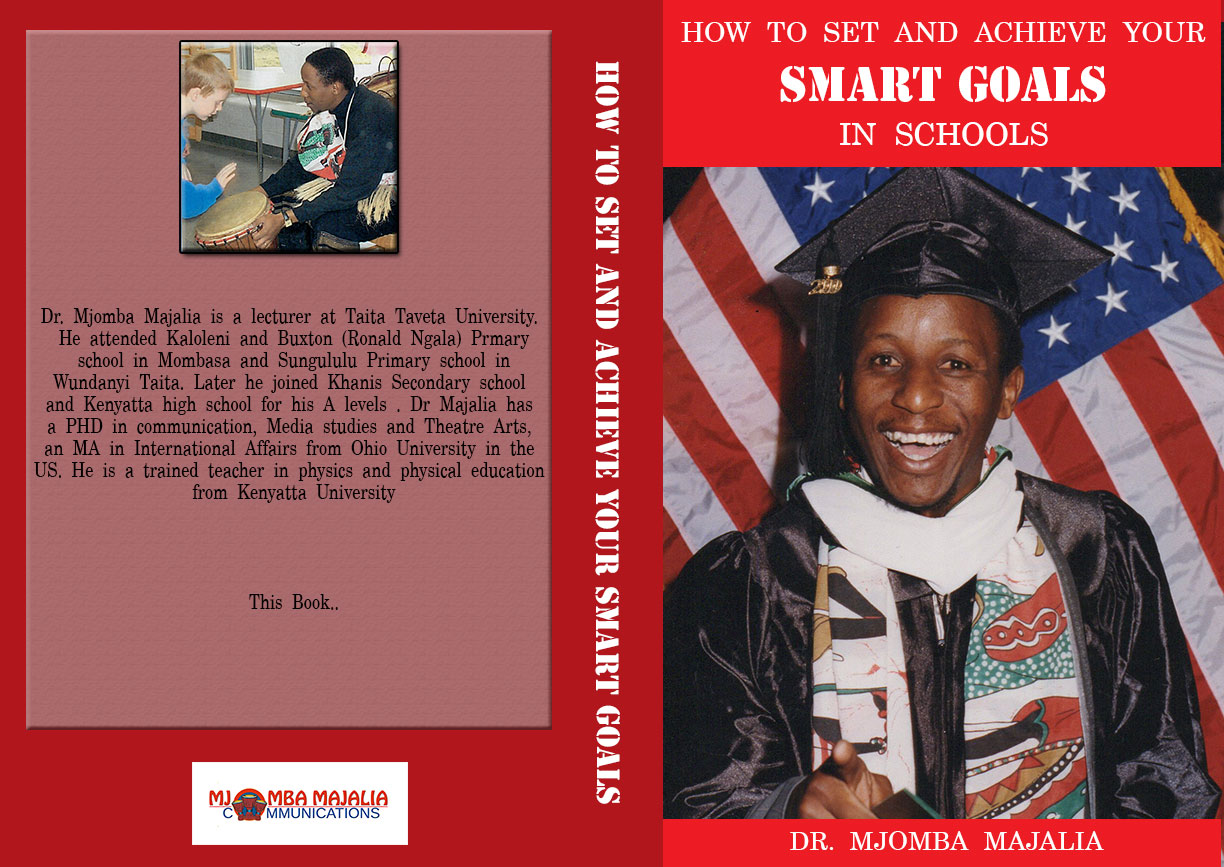 HOW TO SET AND ACHIEVE YOUR
SMART GOALS
IN SCHOOLS
DR. MJOMBA MAJALIA
HOW TO SET AND ACHIEVE YOUR SMART GOALS
Dr. Mjomba Majalia is a lecturer at Taita Taveta University.
He attended Kaloleni and Buxton (Ronald Ngala) Prmary
school in Mombasa and Sungululu Primary school in
Wundanyi Taita. Later he joined Khanis Secondary school
and Kenyatta high school for his A levels . Dr Majalia has
a PHD in communication, Media studies and Theatre Arts,
an MA in International Affairs from Ohio University in the
US. He is a trained teacher in physics and physical education
from Kenyatta University
This Book..
MJOMBA MAJALIA
COMMUNICATIONS